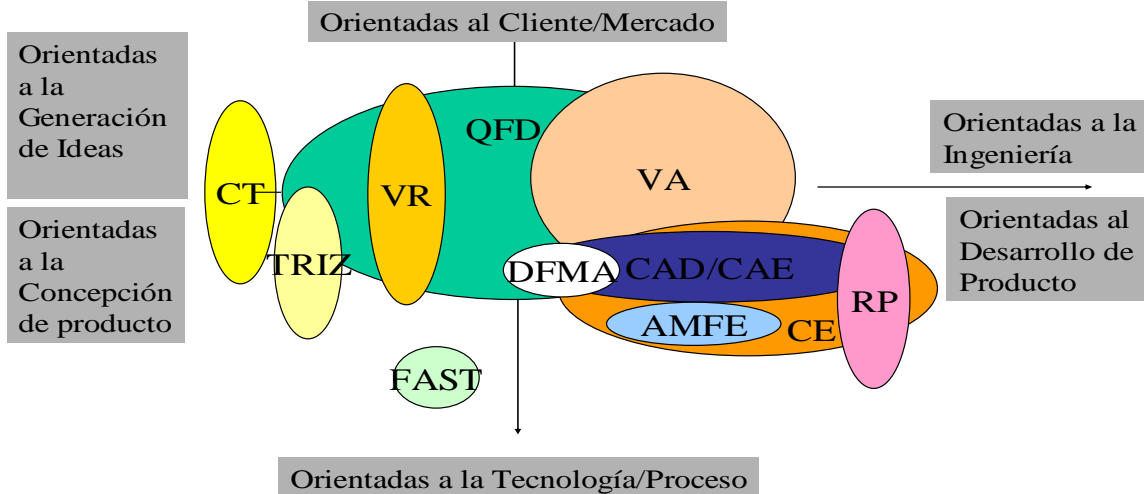 Orientadas al Cliente/Mercado
Orientadas
a la
Generación
de Ideas
Orientadas
a la
Concepción
de producto
CT
TRIZ
VR
QFD
VA
DFMA
CAD/CAE
AMFE
CE
RP
FAST
Orientadas a la
Ingeniería
Orientadas al
Desarrollo de
Producto
Orientadas a la Tecnología/Proceso